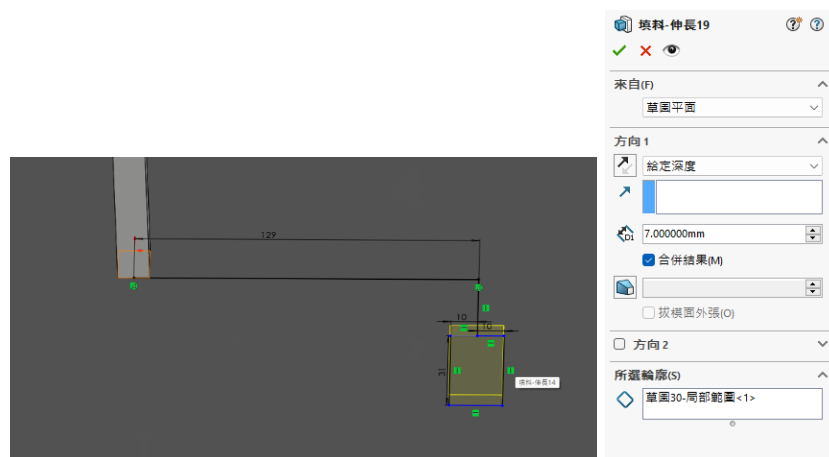 填料-伸長19
來自(F)
草圖平面
方向 1
給定深度
D1
7.000000mm
合併結果(M)
拔模面外張(O)
方向 2
所選輪廓(S)
草圖30-局部範圍<1>
129
10
10
31
填料-伸長14